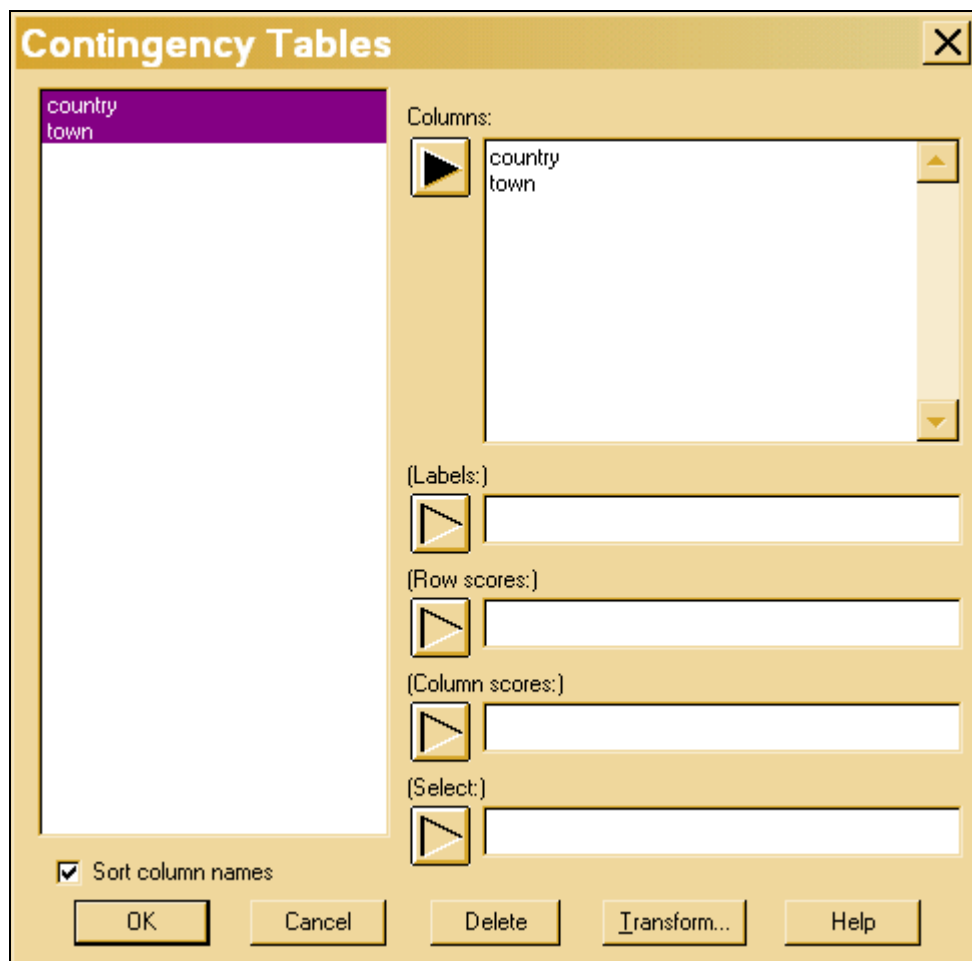 Contingency Tables
country
town
Columns:
country
town
(Labels:)
(Row scores:)
(Column scores:)
(Select:)
Sort column names
OK
Cancel
Delete
Transform...
Help